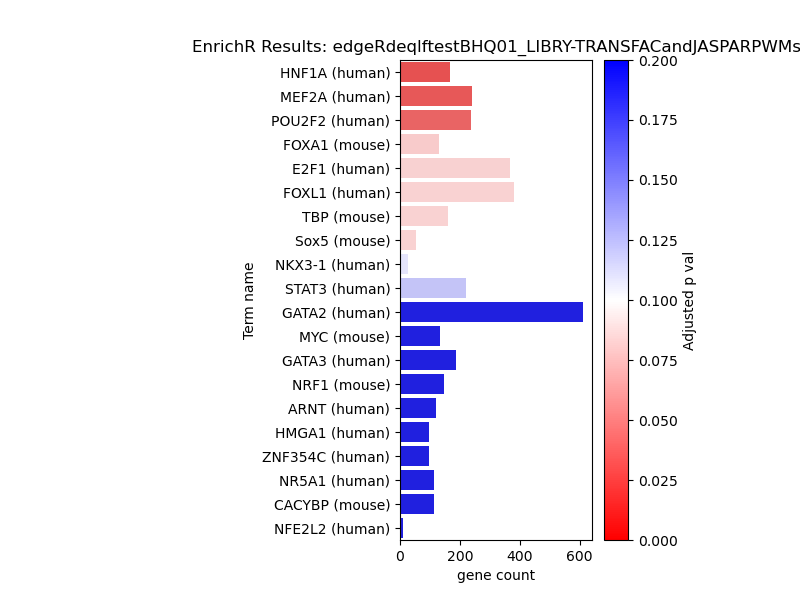 EnrichR Results: edgeRdeqlftestBHQ01_LIBRY-TRANSFACandJASPARPWMs
HNF1A (human)
MEF2A (human)
POU2F2 (human)
FOXA1 (mouse)
E2F1 (human)
FOXL1 (human)
TBP (mouse)
Sox5 (mouse)
NKX3-1 (human)
STAT3 (human)
GATA2 (human)
MYC (mouse)
GATA3 (human)
NRF1 (mouse)
ARNT (human)
HMGA1 (human)
ZNF354C (human)
NR5A1 (human)
CACYBP (mouse)
NFE2L2 (human)
Term name
0 200 400 600
gene count
0.200
0.175
0.150
0.125
0.100
0.075
0.050
0.025
0.000
Adjusted p val